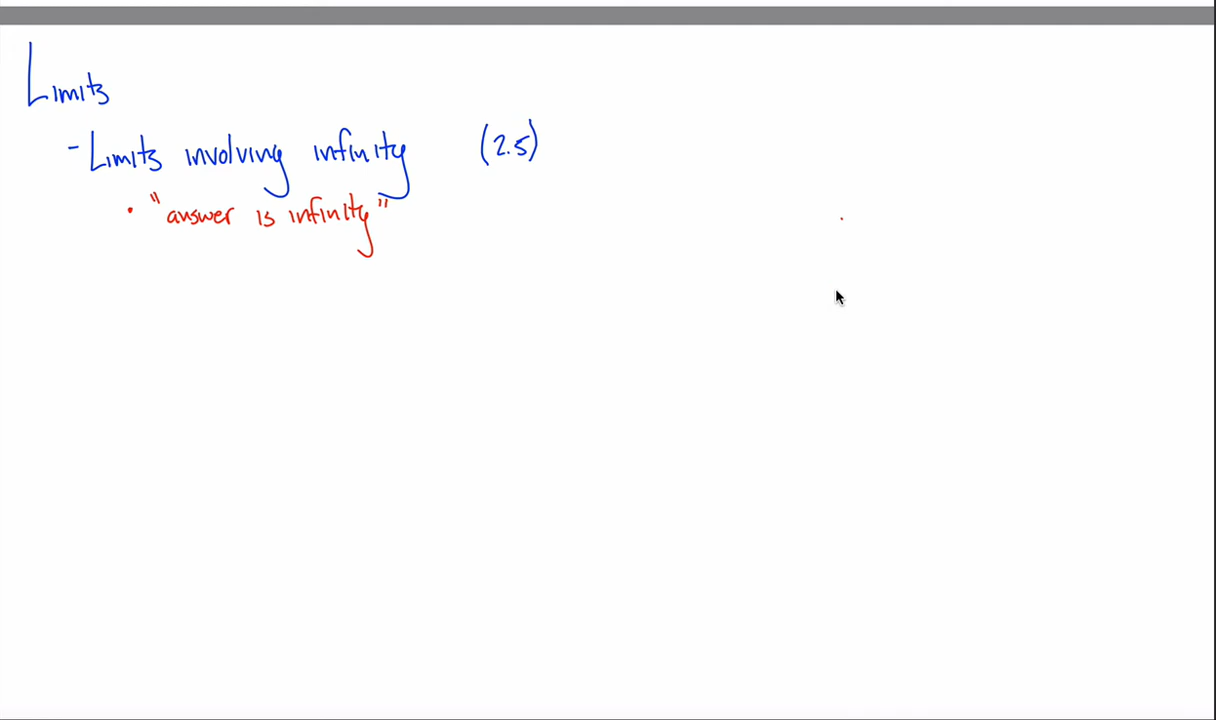 Limits
- Limits involving infinity (2.5)
• "answer is infinity"